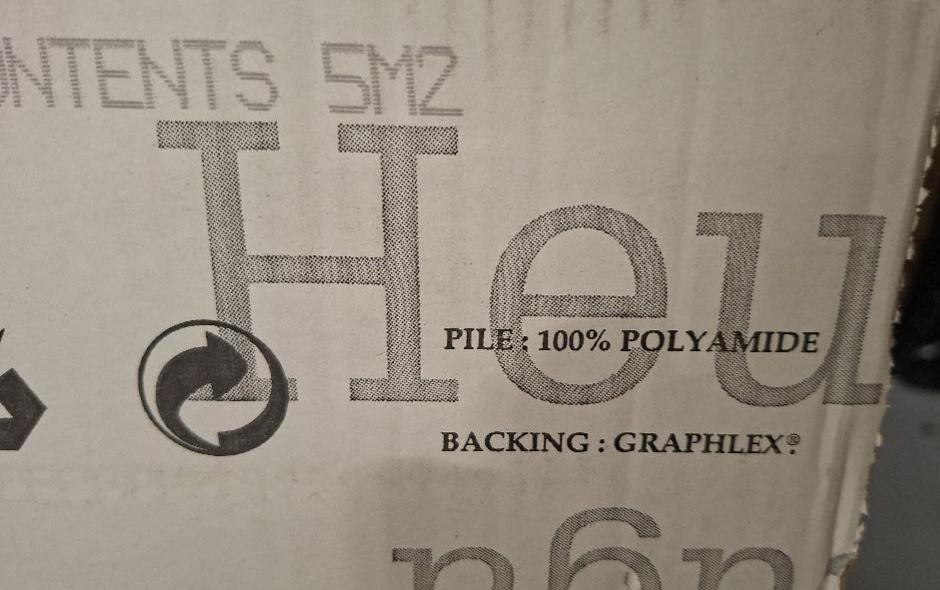 ONTENTS 5M2
Heu
PILE : 100% POLYAMIDE
BACKING : GRAPHLEX®